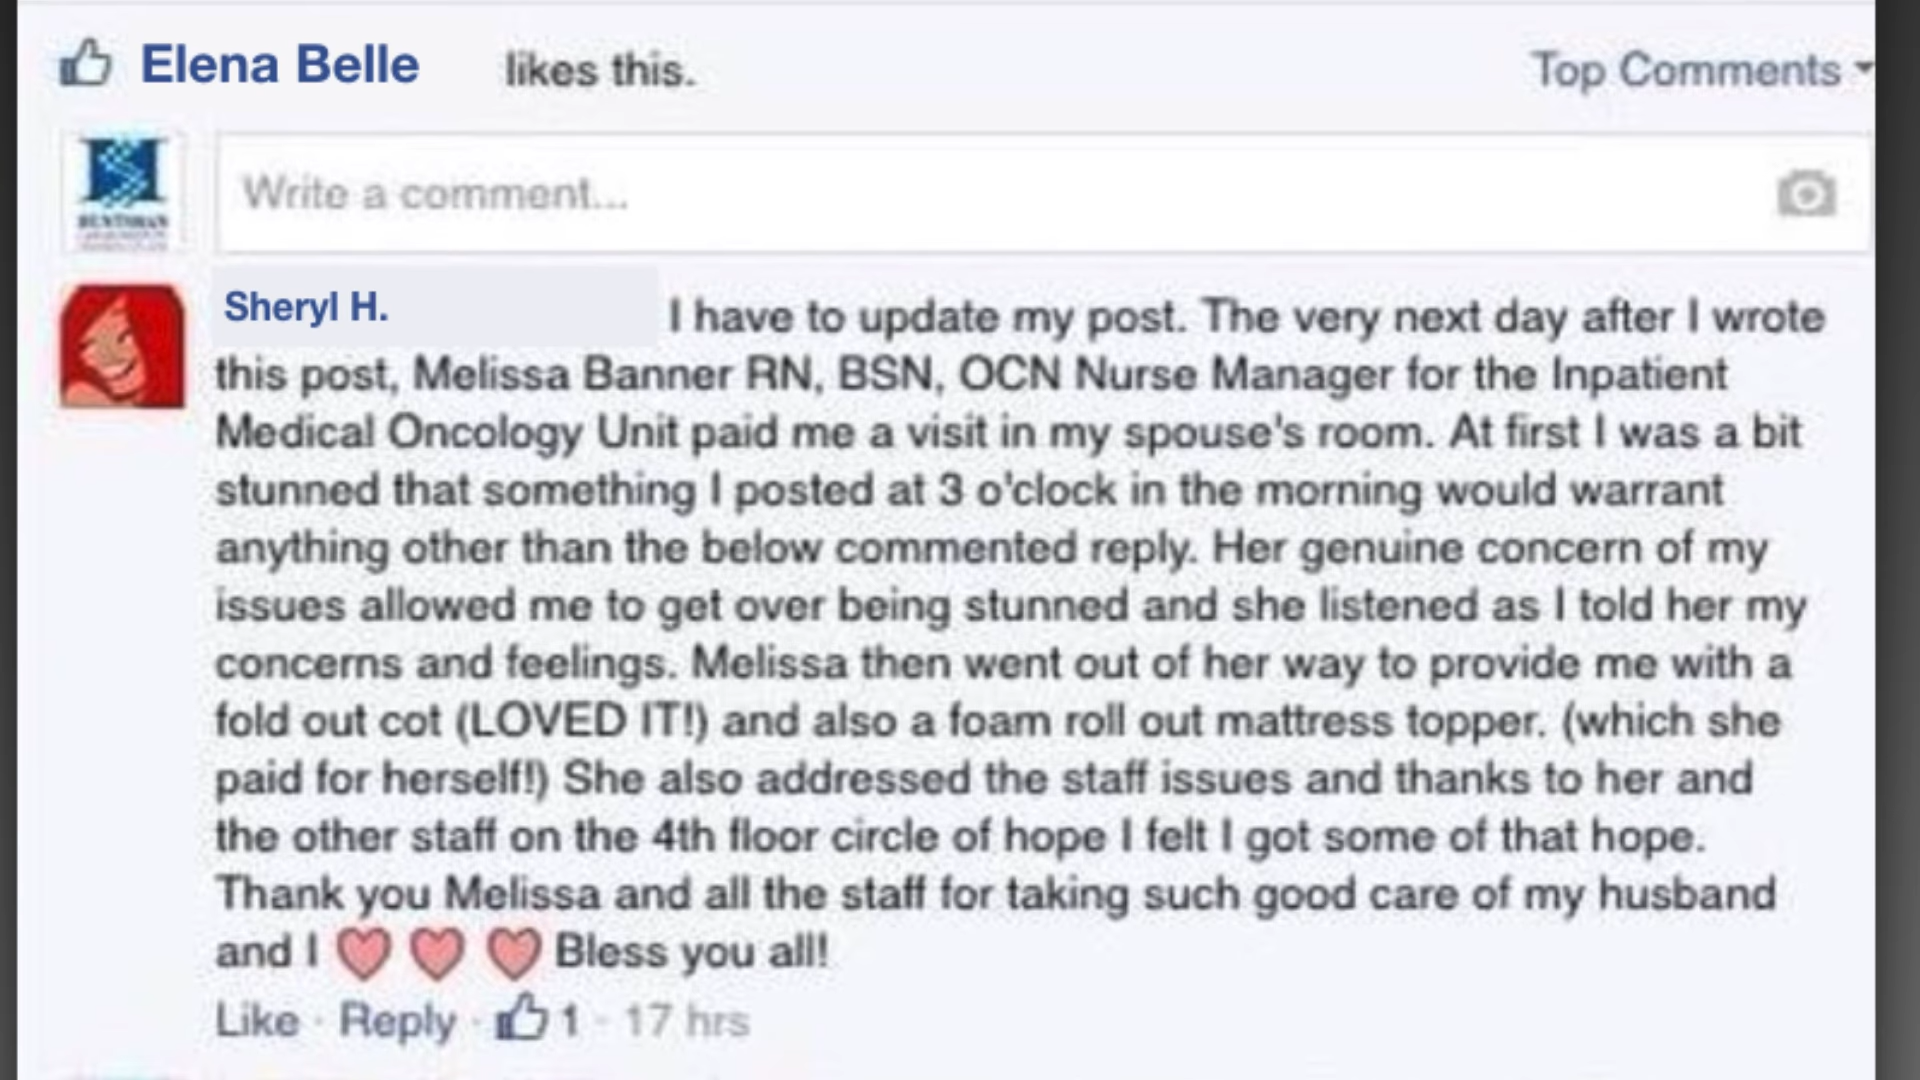 Elena Belle likes this.
Top Comments
HUNTSMAN
Write a comment...
Sheryl H. I have to update my post. The very next day after I wrote
this post, Melissa Banner RN, BSN, OCN Nurse Manager for the Inpatient
Medical Oncology Unit paid me a visit in my spouse's room. At first I was a bit
stunned that something I posted at 3 o'clock in the morning would warrant
anything other than the below commented reply. Her genuine concern of my
issues allowed me to get over being stunned and she listened as I told her my
concerns and feelings. Melissa then went out of her way to provide me with a
fold out cot (LOVED IT!) and also a foam roll out mattress topper. (which she
paid for herself!) She also addressed the staff issues and thanks to her and
the other staff on the 4th floor circle of hope I felt I got some of that hope.
Thank you Melissa and all the staff for taking such good care of my husband
and I ♥ ♥ ♥ Bless you all!
Like · Reply · 1 · 17 hrs